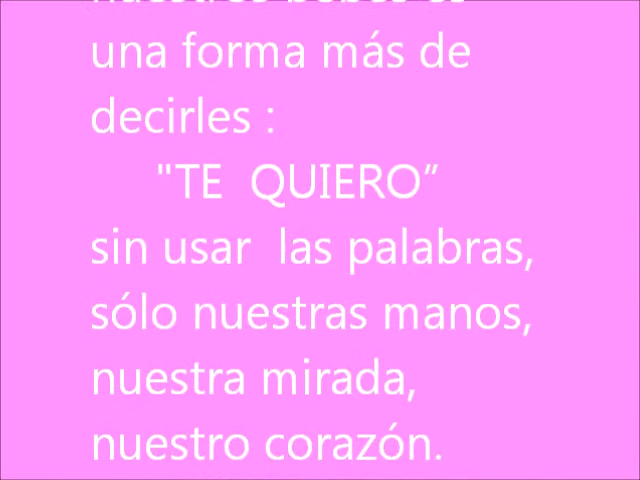 una forma más de
decirles :
"TE  QUIERO”
sin usar  las palabras,
sólo nuestras manos,
nuestra mirada,
nuestro corazón.